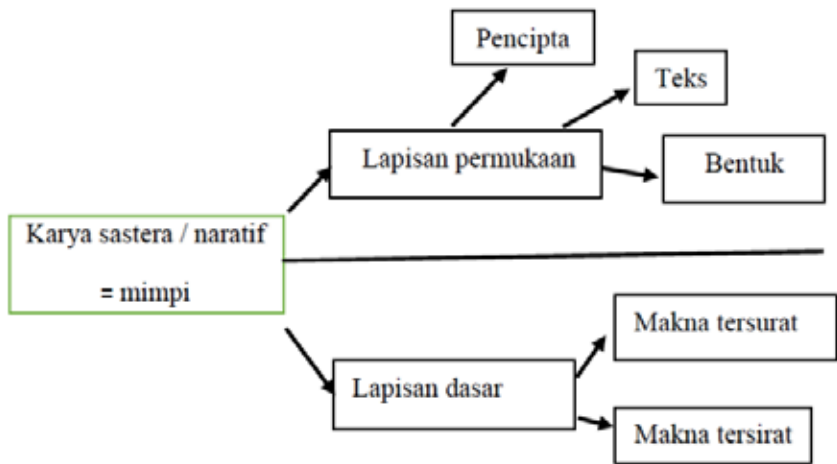 Pencipta
Teks
Lapisan permukaan
Bentuk
Karya sastera / naratif
= mimpi
Makna tersurat
Lapisan dasar
Makna tersirat